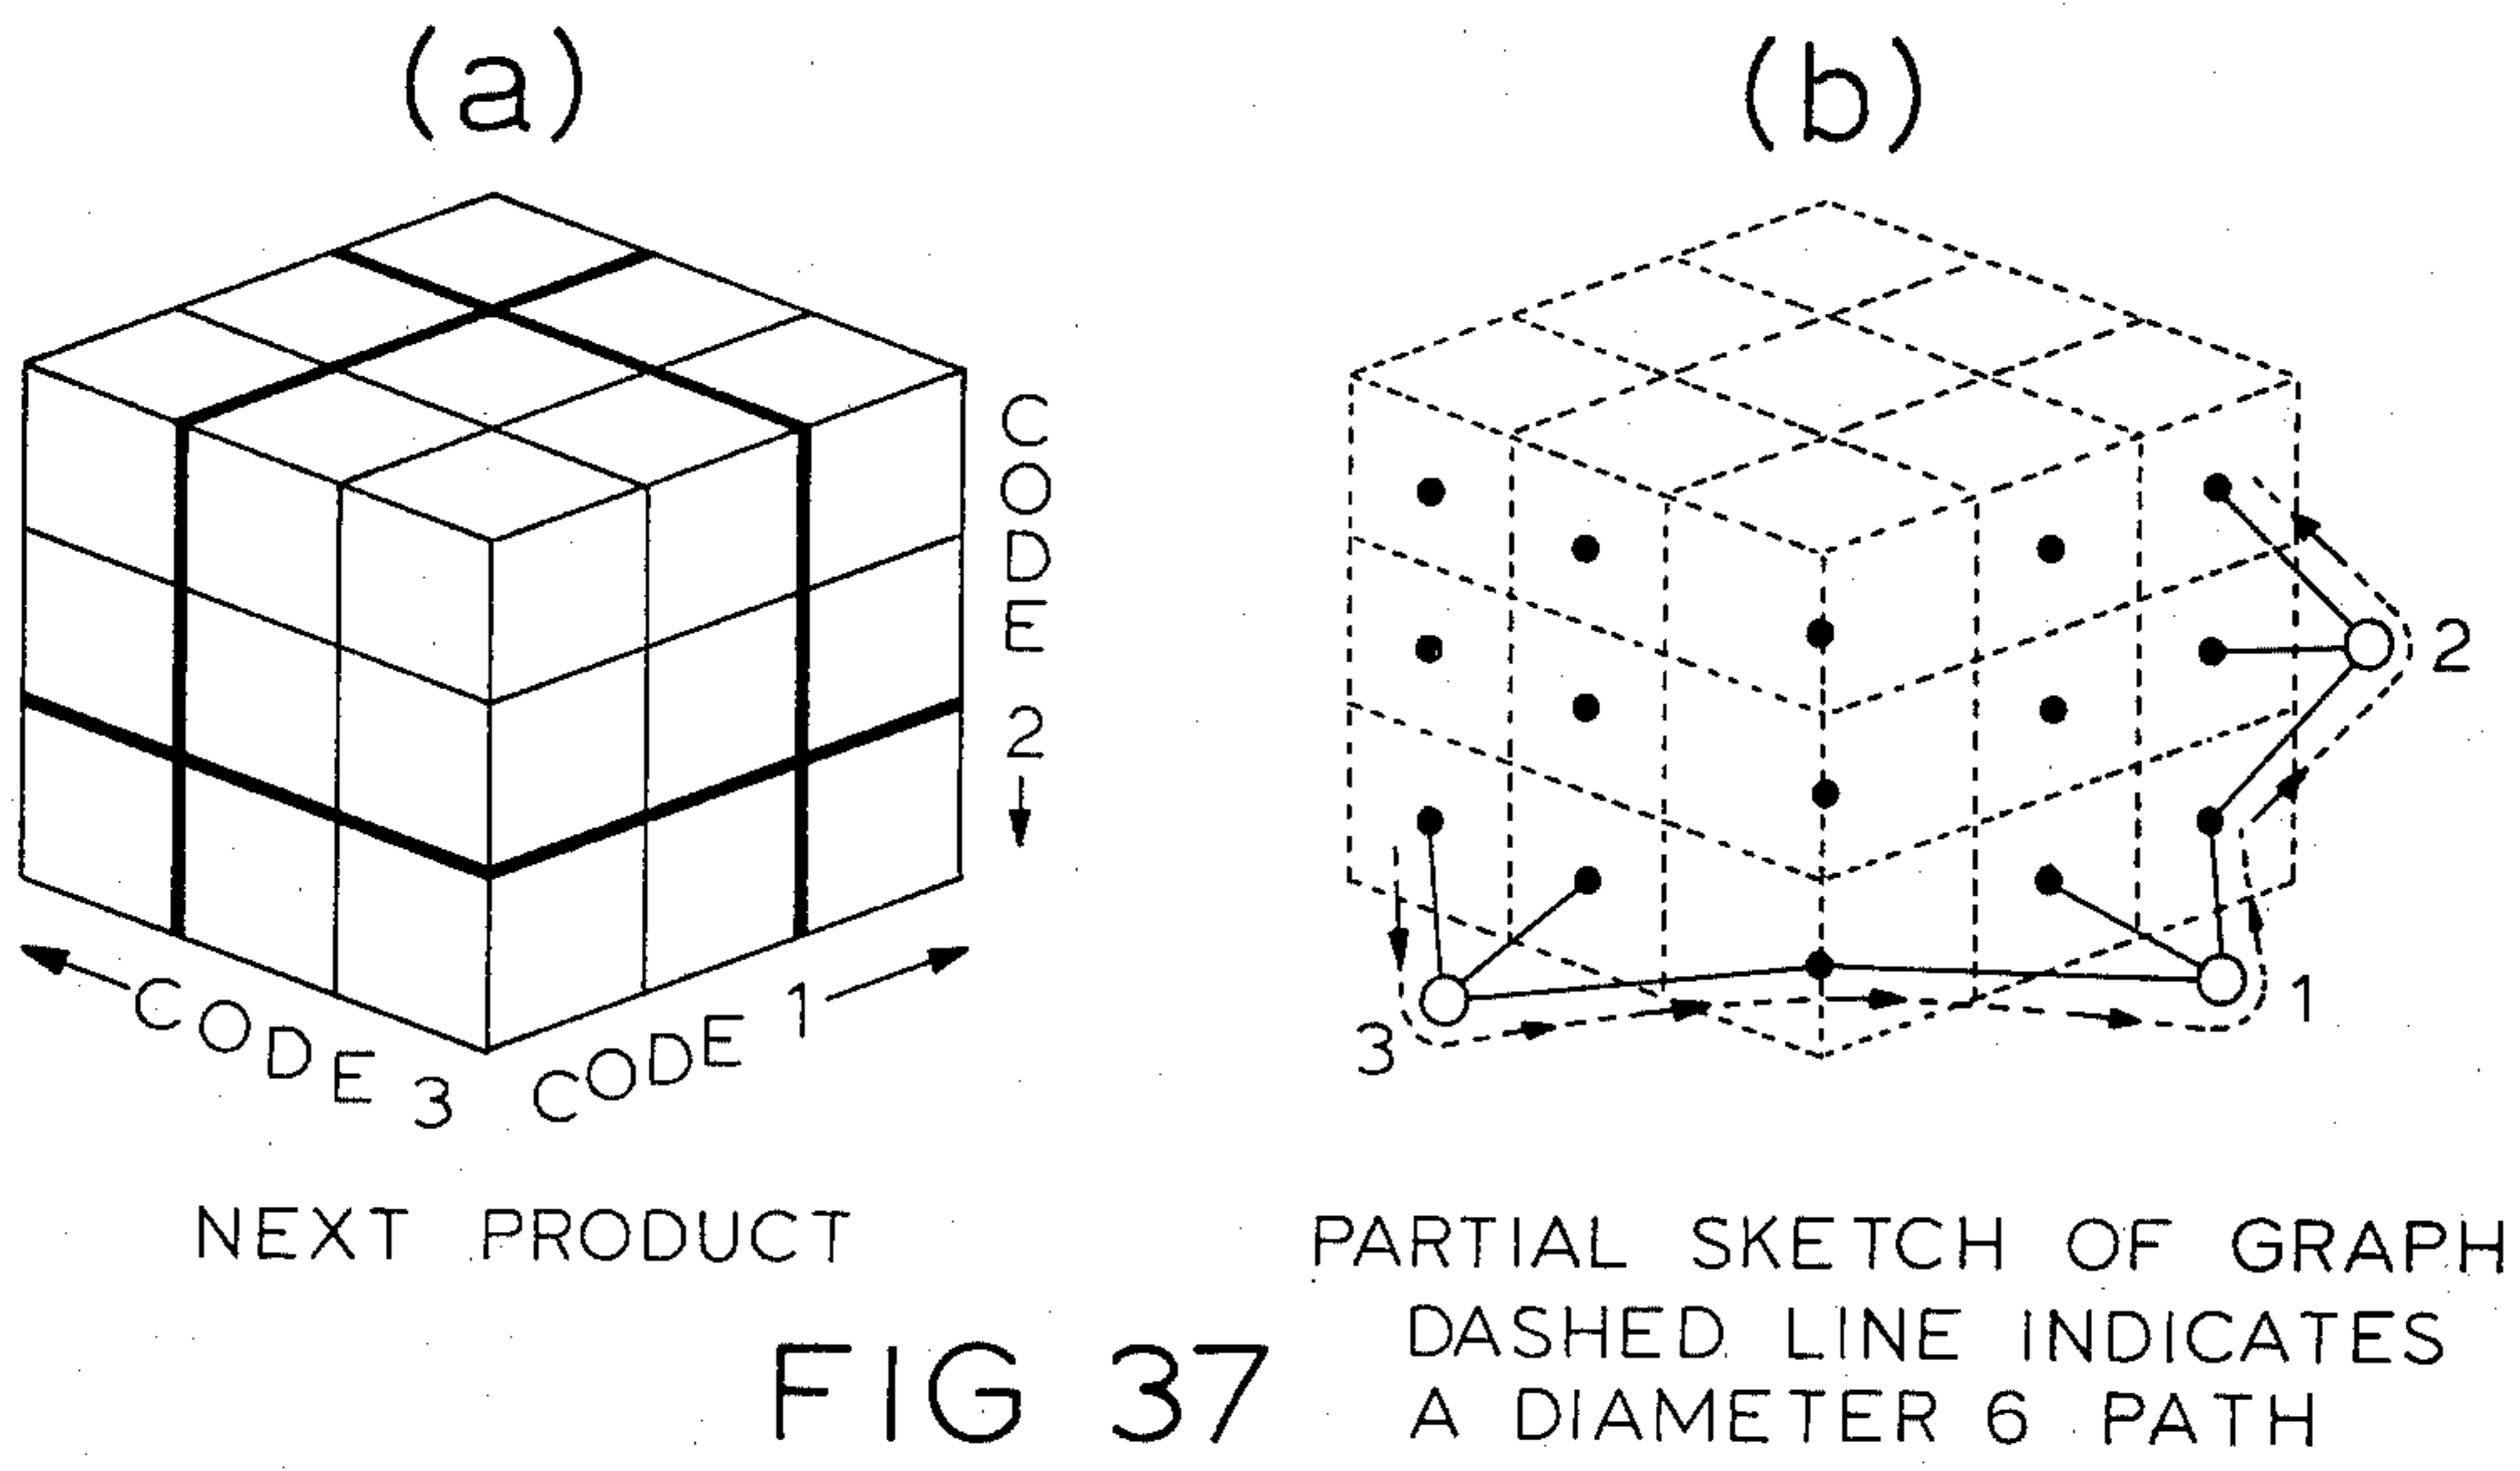 (a)
(b)
CODE 2
CODE 3
CODE 1
2
1
3
NEXT PRODUCT
PARTIAL SKETCH OF GRAPH
DASHED LINE INDICATES
A DIAMETER 6 PATH
FIG 37